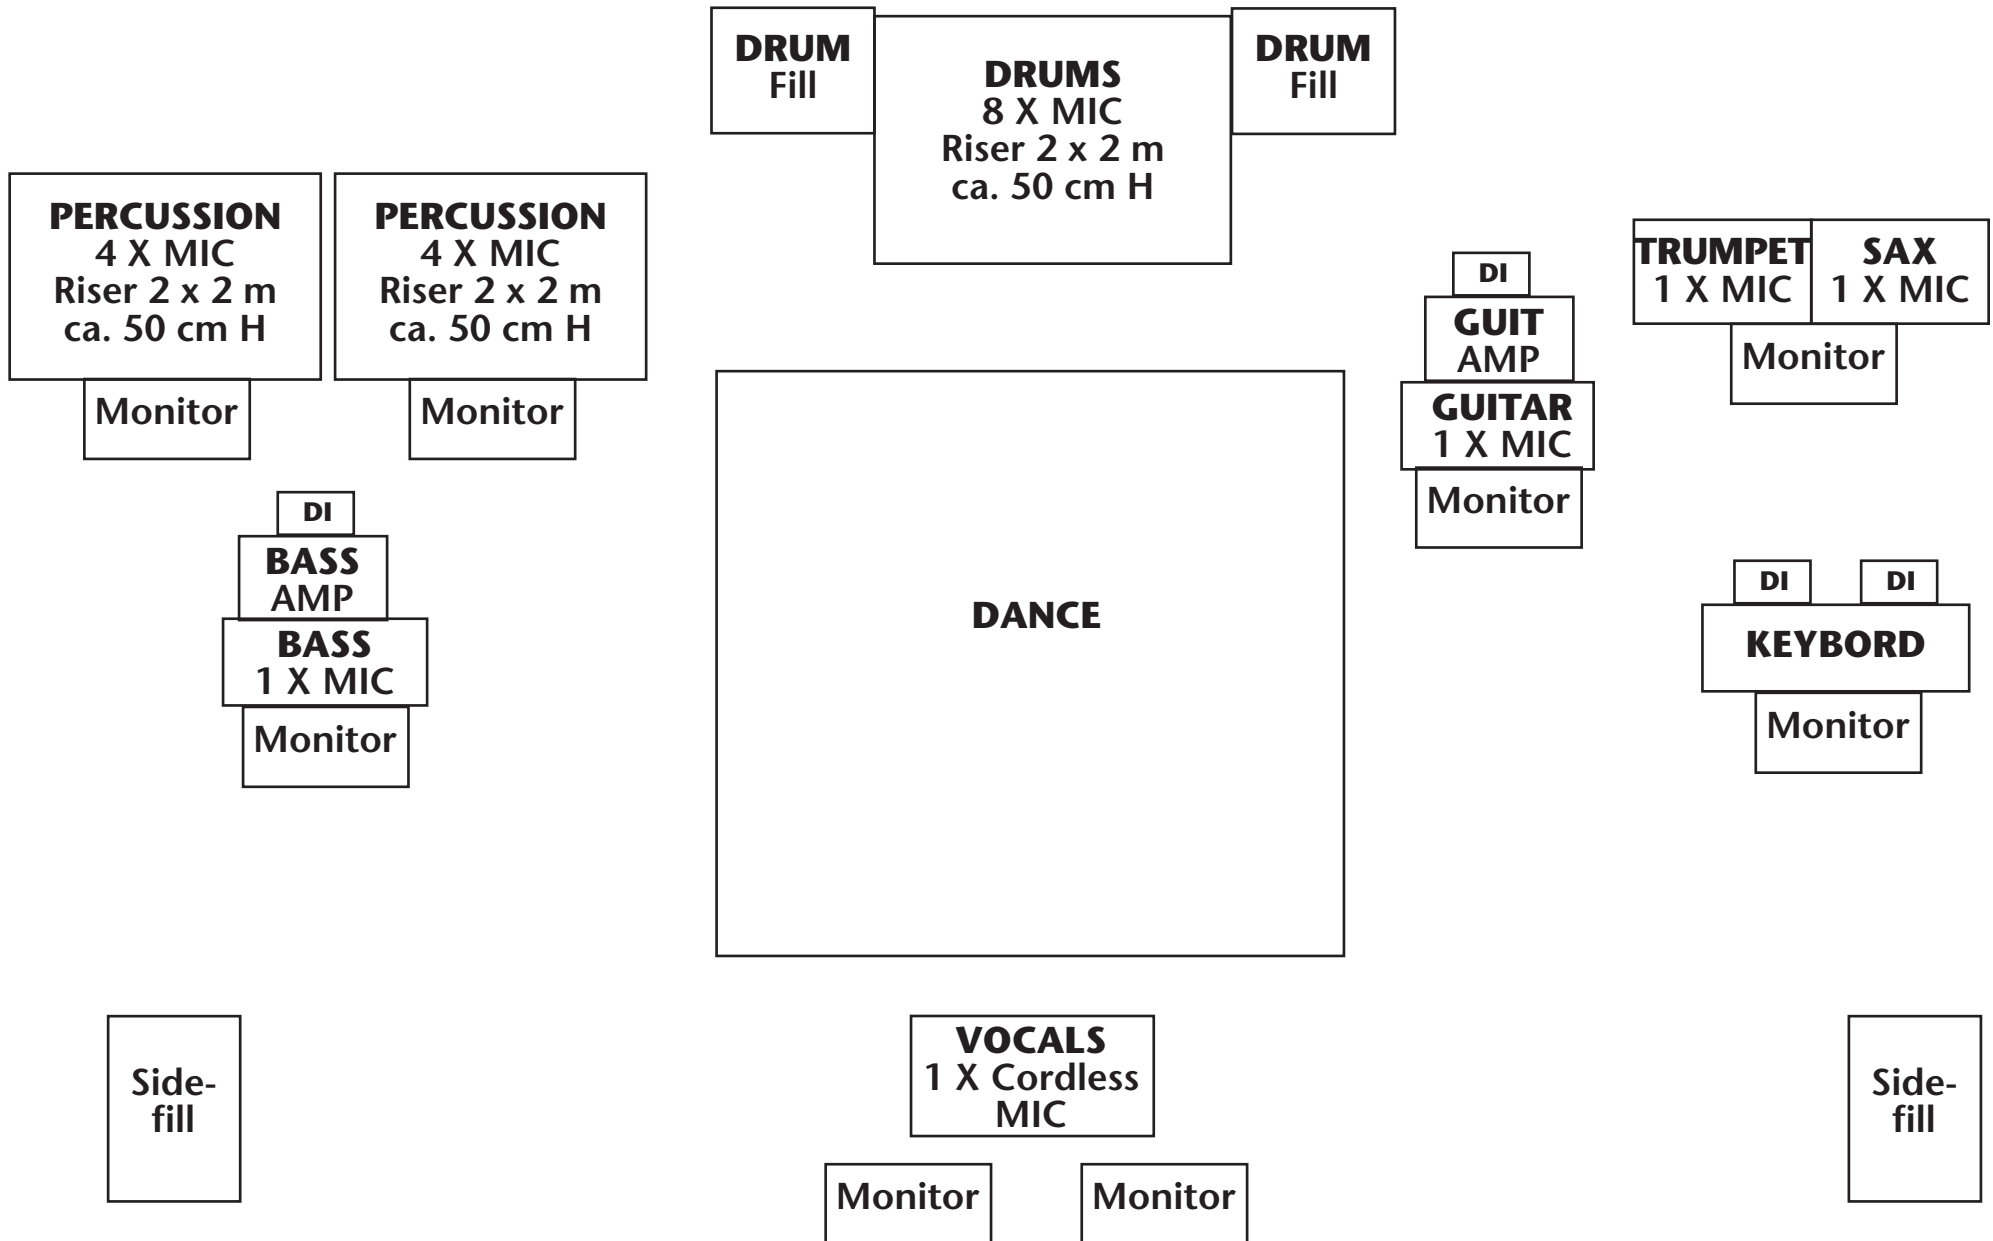 DRUM
Fill
DRUMS
8 X MIC
Riser 2 x 2 m
ca. 50 cm H
DRUM
Fill
PERCUSSION
4 X MIC
Riser 2 x 2 m
ca. 50 cm H
Monitor
PERCUSSION
4 X MIC
Riser 2 x 2 m
ca. 50 cm H
Monitor
DI
GUIT
AMP
GUITAR
1 X MIC
Monitor
TRUMPET
1 X MIC
SAX
1 X MIC
Monitor
DI
BASS
AMP
BASS
1 X MIC
Monitor
DANCE
DI
DI
KEYBORD
Monitor
Side-
fill
VOCALS
1 X Cordless
MIC
Monitor
Monitor
Side-
fill